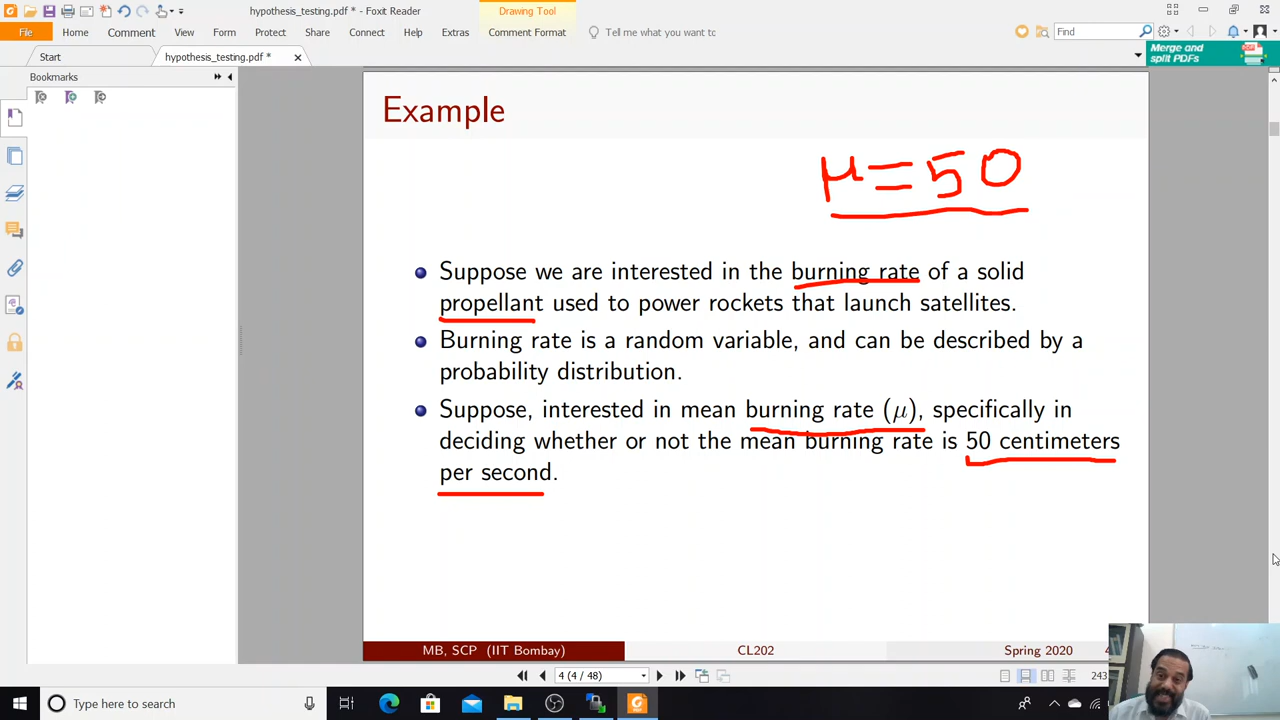 hypothesis_testing.pdf * - Foxit Reader
Drawing Tool
File
Home
Comment
View
Form
Protect
Share
Connect
Help
Extras
Comment Format
Tell me what you want to
Find
Start
hypothesis_testing.pdf *
Merge and
split PDFs
Bookmarks
Example
μ=50
Suppose we are interested in the burning rate of a solid
propellant used to power rockets that launch satellites.
Burning rate is a random variable, and can be described by a
probability distribution.
Suppose, interested in mean burning rate (μ), specifically in
deciding whether or not the mean burning rate is 50 centimeters
per second.
MB, SCP (IIT Bombay)
CL202
Spring 2020
4 (4 / 48)
243
Type here to search